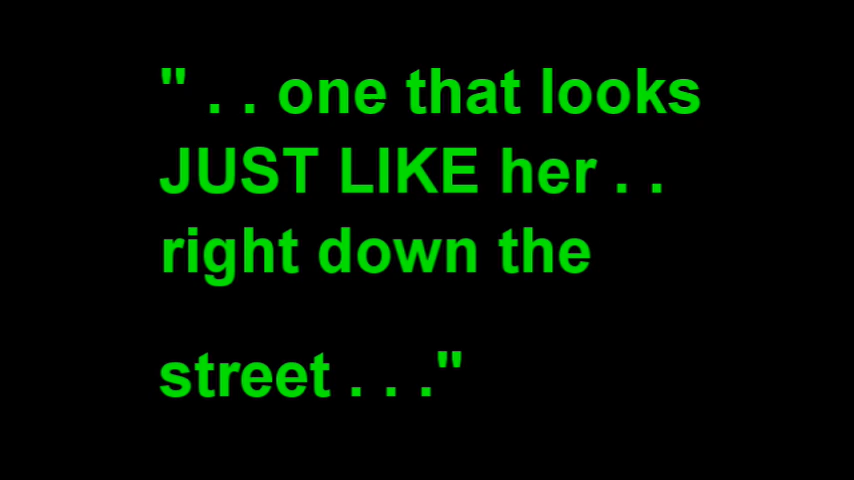 " . . one that looks
JUST LIKE her . .
right down the
street . . ."